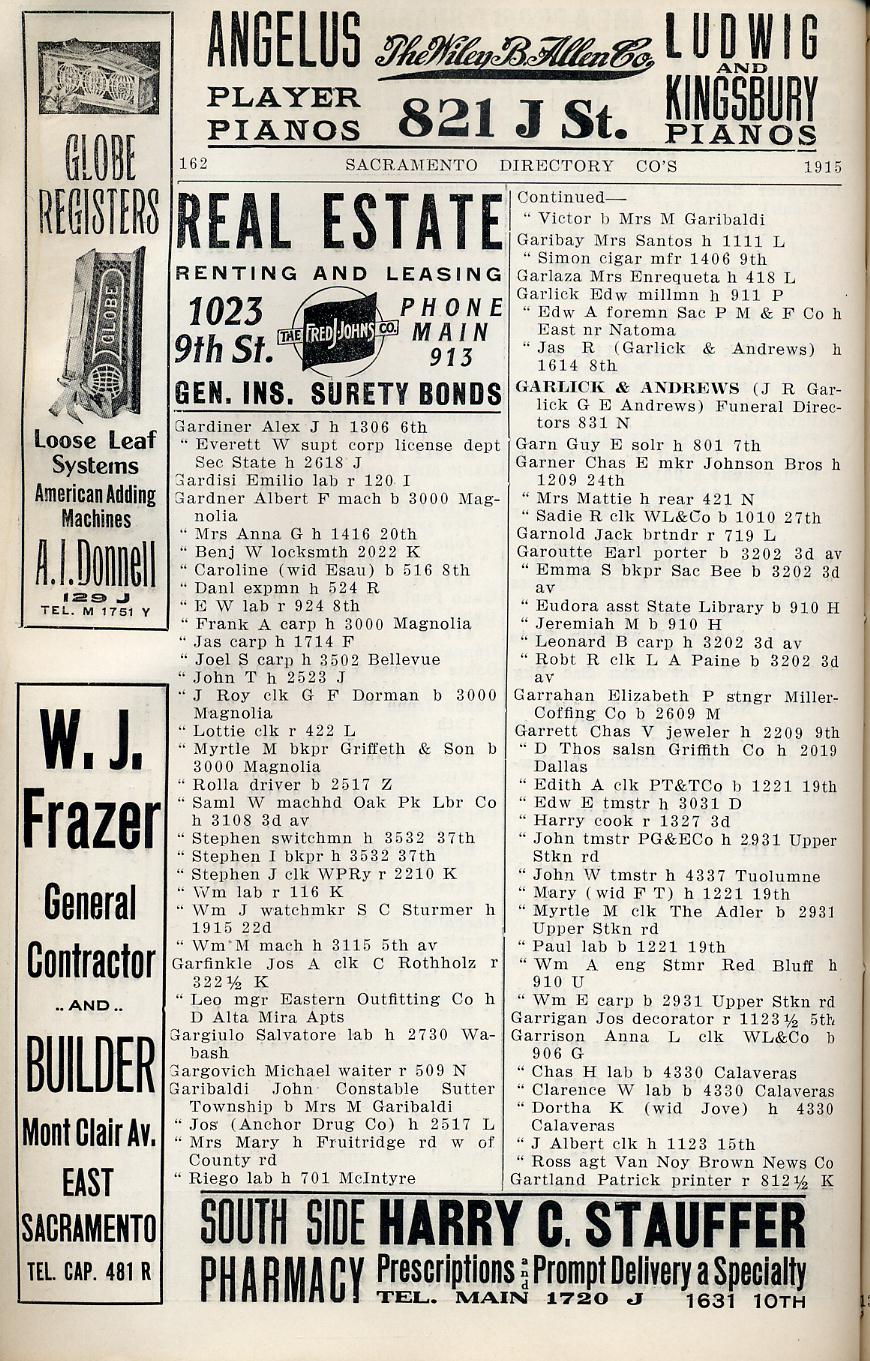 ANGELUS
PLAYER
PIANOS
The Wiley B. Allen Co.
821 J St.
LUDWIG
AND
KINGSBURY
PIANOS
162 SACRAMENTO DIRECTORY CO'S 1915
GLOBE
REGISTERS
GLOBE
Loose Leaf
Systems
American Adding
Machines
A. I. Donnell
129 J
TEL. M 1751 Y
W. J.
Frazer
General
Contractor
.. AND ..
BUILDER
Mont Clair Av.
EAST
SACRAMENTO
TEL. CAP. 481 R
REAL ESTATE
RENTING AND LEASING
1023
9th St.
THE FRED J. JOHNS CO.
PHONE
MAIN
913
GEN. INS. SURETY BONDS
Gardiner Alex J h 1306 6th
" Everett W supt corp license dept
Sec State h 2618 J
Gardisi Emilio lab r 120 I
Gardner Albert F mach b 3000 Mag-
nolia
" Mrs Anna G h 1416 20th
" Benj W locksmth 2022 K
" Caroline (wid Esau) b 516 8th
" Danl expmn h 524 R
" E W lab r 924 8th
" Frank A carp h 3000 Magnolia
" Jas carp h 1714 F
" Joel S carp h 3502 Bellevue
" John T h 2523 J
" J Roy clk G F Dorman b 3000
Magnolia
" Lottie clk r 422 L
" Myrtle M bkpr Griffeth & Son b
3000 Magnolia
" Rolla driver b 2517 Z
" Saml W machhd Oak Pk Lbr Co
h 3108 3d av
" Stephen switchmn h 3532 37th
" Stephen I bkpr h 3532 37th
" Stephen J clk WPRy r 2210 K
" Wm lab r 116 K
" Wm J watchmkr S C Sturmer h
1915 22d
" Wm M mach h 3115 5th av
Garfinkle Jos A clk C Rothholz r
322½ K
" Leo mgr Eastern Outfitting Co h
D Alta Mira Apts
Gargiulo Salvatore lab h 2730 Wa-
bash
Gargovich Michael waiter r 509 N
Garibaldi John Constable Sutter
Township b Mrs M Garibaldi
" Jos (Anchor Drug Co) h 2517 L
" Mrs Mary h Fruitridge rd w of
County rd
" Riego lab h 701 McIntyre
Continued—
" Victor b Mrs M Garibaldi
Garibay Mrs Santos h 1111 L
" Simon cigar mfr 1406 9th
Garlaza Mrs Enrequeta h 418 L
Garlick Edw millmn h 911 P
" Edw A foremn Sac P M & F Co h
East nr Natoma
" Jas R (Garlick & Andrews) h
1614 8th
GARLICK & ANDREWS (J R Gar-
lick G E Andrews) Funeral Direc-
tors 831 N
Garn Guy E solr h 801 7th
Garner Chas E mkr Johnson Bros h
1209 24th
" Mrs Mattie h rear 421 N
" Sadie R clk WL&Co b 1010 27th
Garnold Jack brtndr r 719 L
Garoutte Earl porter b 3202 3d av
" Emma S bkpr Sac Bee b 3202 3d
av
" Eudora asst State Library b 910 H
" Jeremiah M b 910 H
" Leonard B carp h 3202 3d av
" Robt R clk L A Paine b 3202 3d
av
Garrahan Elizabeth P stngr Miller-
Coffing Co b 2609 M
Garrett Chas V jeweler h 2209 9th
" D Thos salsn Griffith Co h 2019
Dallas
" Edith A clk PT&TCo b 1221 19th
" Edw E tmstr h 3031 D
" Harry cook r 1327 3d
" John tmstr PG&ECo h 2931 Upper
Stkn rd
" John W tmstr h 4337 Tuolumne
" Mary (wid F T) h 1221 19th
" Myrtle M clk The Adler b 2931
Upper Stkn rd
" Paul lab b 1221 19th
" Wm A eng Stmr Red Bluff h
910 U
" Wm E carp b 2931 Upper Stkn rd
Garrigan Jos decorator r 1123½ 5th
Garrison Anna L clk WL&Co b
906 G
" Chas H lab b 4330 Calaveras
" Clarence W lab b 4330 Calaveras
" Dortha K (wid Jove) h 4330
Calaveras
" J Albert clk h 1123 15th
" Ross agt Van Noy Brown News Co
Gartland Patrick printer r 812½ K
SOUTH SIDE
PHARMACY
HARRY C. STAUFFER
Prescriptions and Prompt Delivery a Specialty
TEL. MAIN 1720 J 1631 10TH